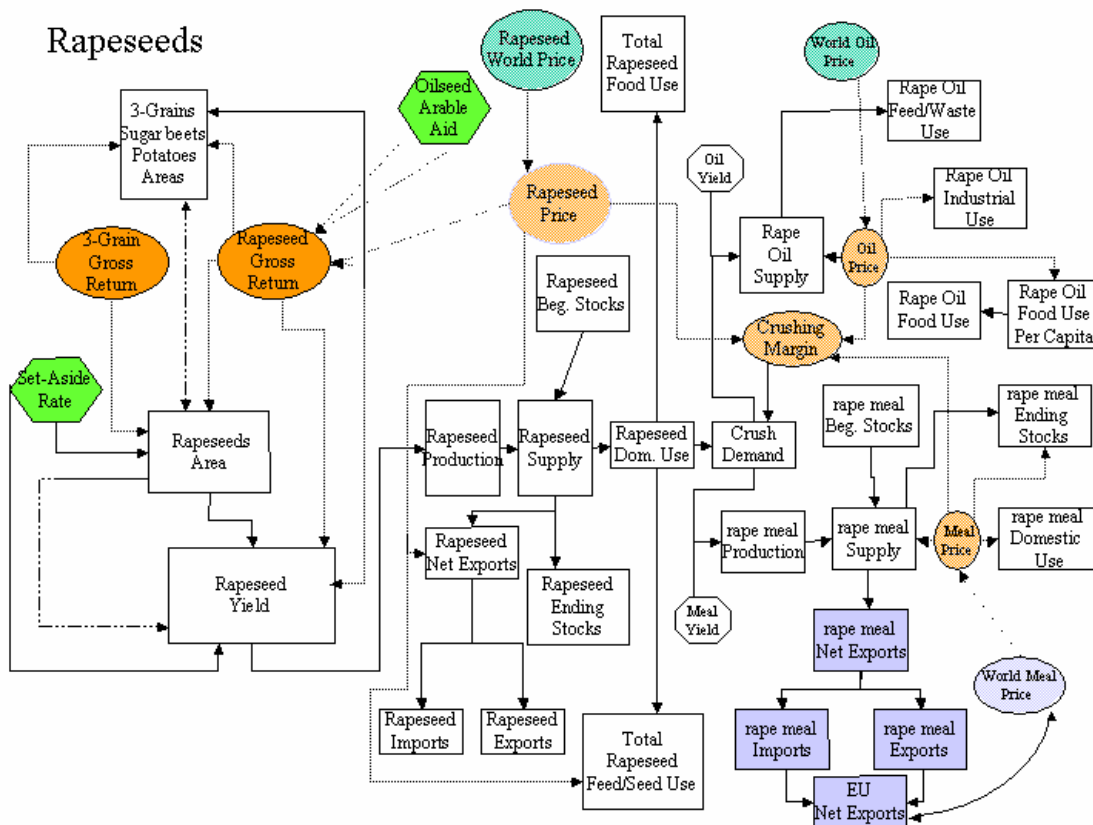 Rapeseeds
Rapeseed
World Price
Total
Rapeseed
Food Use
World Oil
Price
Oilseed
Arable
Aid
3-Grains
Sugar beets
Potatoes
Areas
Rape Oil
Feed/Waste
Use
Oil
Yield
Rape Oil
Industrial
Use
Rapeseed
Price
3-Grain
Gross
Return
Rapeseed
Gross
Return
Rape
Oil
Supply
Oil
Price
Rapeseed
Beg. Stocks
Rape Oil
Food Use
Rape Oil
Food Use
Per Capita
Crushing
Margin
Set-Aside
Rate
rape meal
Beg. Stocks
rape meal
Ending
Stocks
Rapeseeds
Area
Rapeseed
Production
Rapeseed
Supply
Rapeseed
Dom. Use
Crush
Demand
rape meal
Production
rape meal
Supply
Meal
Price
rape meal
Domestic
Use
Rapeseed
Net Exports
Rapeseed
Yield
Rapeseed
Ending
Stocks
Meal
Yield
rape meal
Net Exports
World Meal
Price
Rapeseed
Imports
Rapeseed
Exports
Total
Rapeseed
Feed/Seed Use
rape meal
Imports
rape meal
Exports
EU
Net Exports